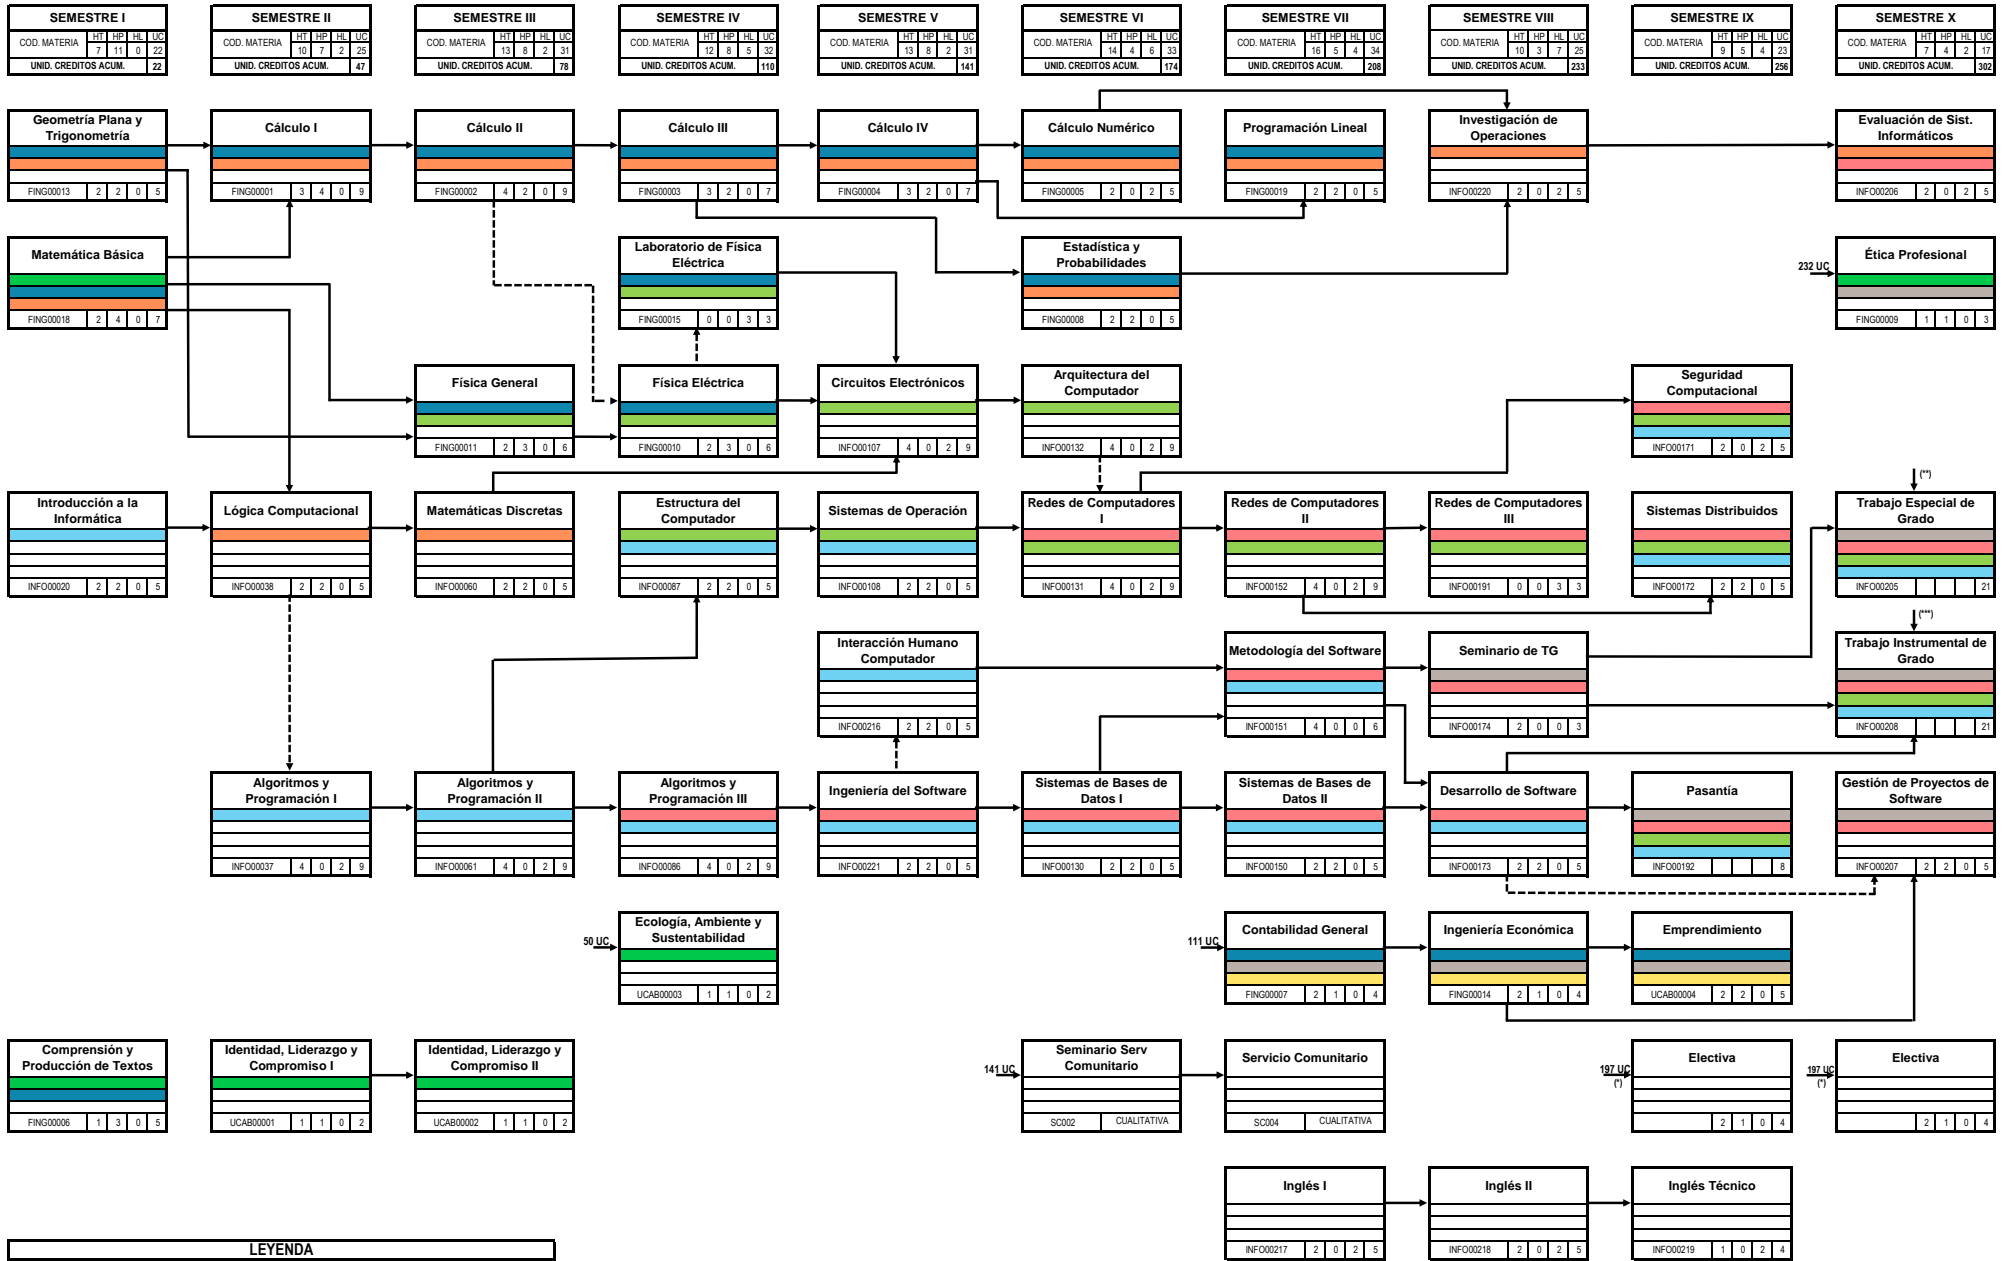 SEMESTRE I
COD. MATERIA HT HP HL UC
7 11 0 22
UNID. CREDITOS ACUM. 22
SEMESTRE II
COD. MATERIA HT HP HL UC
10 7 2 25
UNID. CREDITOS ACUM. 47
SEMESTRE III
COD. MATERIA HT HP HL UC
13 8 2 31
UNID. CREDITOS ACUM. 78
SEMESTRE IV
COD. MATERIA HT HP HL UC
12 8 5 32
UNID. CREDITOS ACUM. 110
SEMESTRE V
COD. MATERIA HT HP HL UC
13 8 2 31
UNID. CREDITOS ACUM. 141
SEMESTRE VI
COD. MATERIA HT HP HL UC
14 4 6 33
UNID. CREDITOS ACUM. 174
SEMESTRE VII
COD. MATERIA HT HP HL UC
16 5 4 34
UNID. CREDITOS ACUM. 208
SEMESTRE VIII
COD. MATERIA HT HP HL UC
10 3 7 25
UNID. CREDITOS ACUM. 233
SEMESTRE IX
COD. MATERIA HT HP HL UC
9 5 4 23
UNID. CREDITOS ACUM. 256
SEMESTRE X
COD. MATERIA HT HP HL UC
7 4 2 17
UNID. CREDITOS ACUM. 302
Geometría Plana y
Trigonometría
FING00013 2 2 0 5
Cálculo I
FING00001 3 4 0 9
Cálculo II
FING00002 4 2 0 9
Cálculo III
FING00003 3 2 0 7
Cálculo IV
FING00004 3 2 0 7
Cálculo Numérico
FING00005 2 0 2 5
Programación Lineal
FING00019 2 2 0 5
Investigación de
Operaciones
INFO00220 2 0 2 5
Evaluación de Sist.
Informáticos
INFO00206 2 0 2 5
Matemática Básica
FING00018 2 4 0 7
Laboratorio de Física
Eléctrica
FING00015 0 0 3 3
Estadística y
Probabilidades
FING00008 2 2 0 5
232 UC
Ética Profesional
FING00009 1 1 0 3
Física General
FING00011 2 3 0 6
Física Eléctrica
FING00010 2 3 0 6
Circuitos Electrónicos
INFO00107 4 0 2 9
Arquitectura del
Computador
INFO00132 4 0 2 9
Seguridad
Computacional
INFO00171 2 0 2 5
Introducción a la
Informática
INFO00020 2 2 0 5
Lógica Computacional
INFO00038 2 2 0 5
Matemáticas Discretas
INFO00060 2 2 0 5
Estructura del
Computador
INFO00087 2 2 0 5
Sistemas de Operación
INFO00108 2 2 0 5
Redes de Computadores
I
INFO00131 4 0 2 9
Redes de Computadores
II
INFO00152 4 0 2 9
Redes de Computadores
III
INFO00191 0 0 3 3
Sistemas Distribuidos
INFO00172 2 2 0 5
(**)
Trabajo Especial de
Grado
INFO00205 21
Interacción Humano
Computador
INFO00216 2 2 0 5
Metodología del Software
INFO00151 4 0 0 6
Seminario de TG
INFO00174 2 0 0 3
(***)
Trabajo Instrumental de
Grado
INFO00208 21
Algoritmos y
Programación I
INFO00037 4 0 2 9
Algoritmos y
Programación II
INFO00061 4 0 2 9
Algoritmos y
Programación III
INFO00086 4 0 2 9
Ingeniería del Software
INFO00221 2 2 0 5
Sistemas de Bases de
Datos I
INFO00130 2 2 0 5
Sistemas de Bases de
Datos II
INFO00150 2 2 0 5
Desarrollo de Software
INFO00173 2 2 0 5
Pasantía
INFO00192 8
Gestión de Proyectos de
Software
INFO00207 2 2 0 5
50 UC
Ecología, Ambiente y
Sustentabilidad
UCAB00003 1 1 0 2
111 UC
Contabilidad General
FING00007 2 1 0 4
Ingeniería Económica
FING00014 2 1 0 4
Emprendimiento
UCAB00004 2 2 0 5
Comprensión y
Producción de Textos
FING00006 1 3 0 5
Identidad, Liderazgo y
Compromiso I
UCAB00001 1 1 0 2
Identidad, Liderazgo y
Compromiso II
UCAB00002 1 1 0 2
141 UC
Seminario Serv
Comunitario
SC002 CUALITATIVA
Servicio Comunitario
SC004 CUALITATIVA
197 UC
(*)
Electiva
2 1 0 4
197 UC
(*)
Electiva
2 1 0 4
Inglés I
INFO00217 2 0 2 5
Inglés II
INFO00218 2 0 2 5
Inglés Técnico
INFO00219 1 0 2 4
LEYENDA